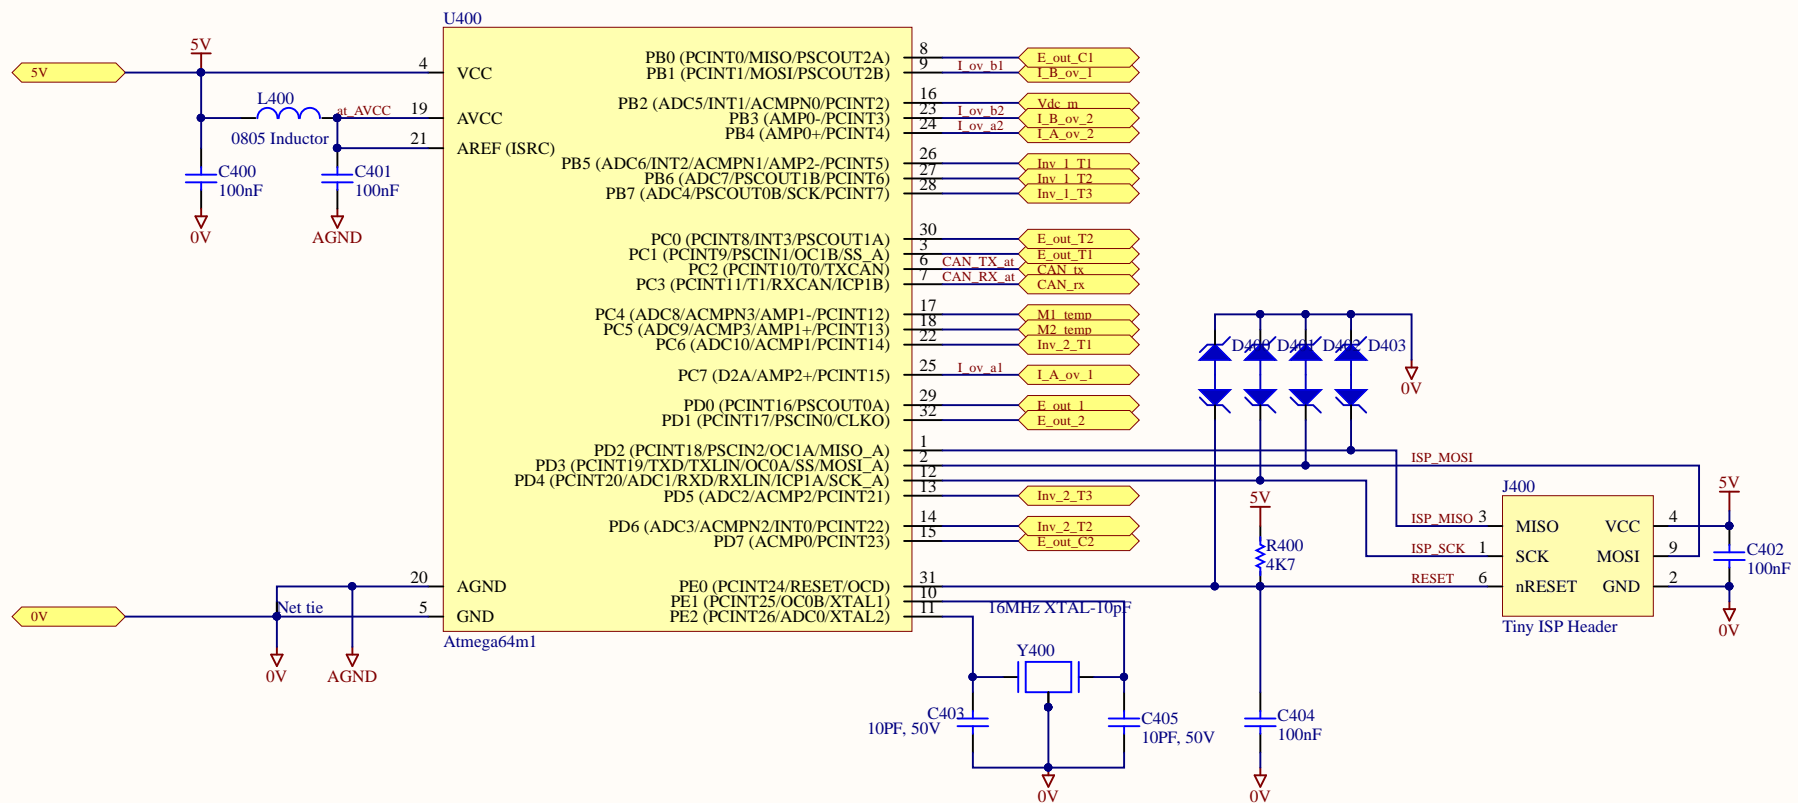 U400
5V
5V
4
VCC
L400
at_AVCC
19
AVCC
0805 Inductor
21
AREF (ISRC)
C400
100nF
C401
100nF
0V
AGND
PB0 (PCINT0/MISO/PSCOUT2A)
8
E_out_C1
PB1 (PCINT1/MOSI/PSCOUT2B)
9
I_ov_b1
I_B_ov_1
PB2 (ADC5/INT1/ACMPN0/PCINT2)
16
Vdc_m
PB3 (AMP0-/PCINT3)
23
I_ov_b2
I_B_ov_2
PB4 (AMP0+/PCINT4)
24
I_ov_a2
I_A_ov_2
PB5 (ADC6/INT2/ACMPN1/AMP2-/PCINT5)
26
Inv_1_T1
PB6 (ADC7/PSCOUT1B/PCINT6)
27
Inv_1_T2
PB7 (ADC4/PSCOUT0B/SCK/PCINT7)
28
Inv_1_T3
PC0 (PCINT8/INT3/PSCOUT1A)
30
E_out_T2
PC1 (PCINT9/PSCIN1/OC1B/SS_A)
3
E_out_T1
PC2 (PCINT10/T0/TXCAN)
6
CAN_TX_at
CAN_tx
PC3 (PCINT11/T1/RXCAN/ICP1B)
7
CAN_RX_at
CAN_rx
PC4 (ADC8/ACMPN3/AMP1-/PCINT12)
17
M1_temp
PC5 (ADC9/ACMP3/AMP1+/PCINT13)
18
M2_temp
PC6 (ADC10/ACMP1/PCINT14)
22
Inv_2_T1
PC7 (D2A/AMP2+/PCINT15)
25
I_ov_a1
I_A_ov_1
PD0 (PCINT16/PSCOUT0A)
29
E_out_1
PD1 (PCINT17/PSCIN0/CLKO)
32
E_out_2
PD2 (PCINT18/PSCIN2/OC1A/MISO_A)
1
PD3 (PCINT19/TXD/TXLIN/OC0A/SS/MOSI_A)
2
PD4 (PCINT20/ADC1/RXD/RXLIN/ICP1A/SCK_A)
12
PD5 (ADC2/ACMP2/PCINT21)
13
Inv_2_T3
PD6 (ADC3/ACMPN2/INT0/PCINT22)
14
Inv_2_T2
PD7 (ACMP0/PCINT23)
15
E_out_C2
PE0 (PCINT24/RESET/OCD)
31
PE1 (PCINT25/OC0B/XTAL1)
10
PE2 (PCINT26/ADC0/XTAL2)
11
20
AGND
0V
Net tie
5
GND
0V
AGND
Atmega64m1
16MHz XTAL-10pF
Y400
C403
10PF, 50V
C405
10PF, 50V
0V
D400
D401
D402
D403
0V
5V
R400
4K7
C404
100nF
0V
ISP_MOSI
ISP_MISO
ISP_SCK
RESET
J400
3
MISO
VCC
4
1
SCK
MOSI
9
6
nRESET
GND
2
Tiny ISP Header
5V
C402
100nF
0V